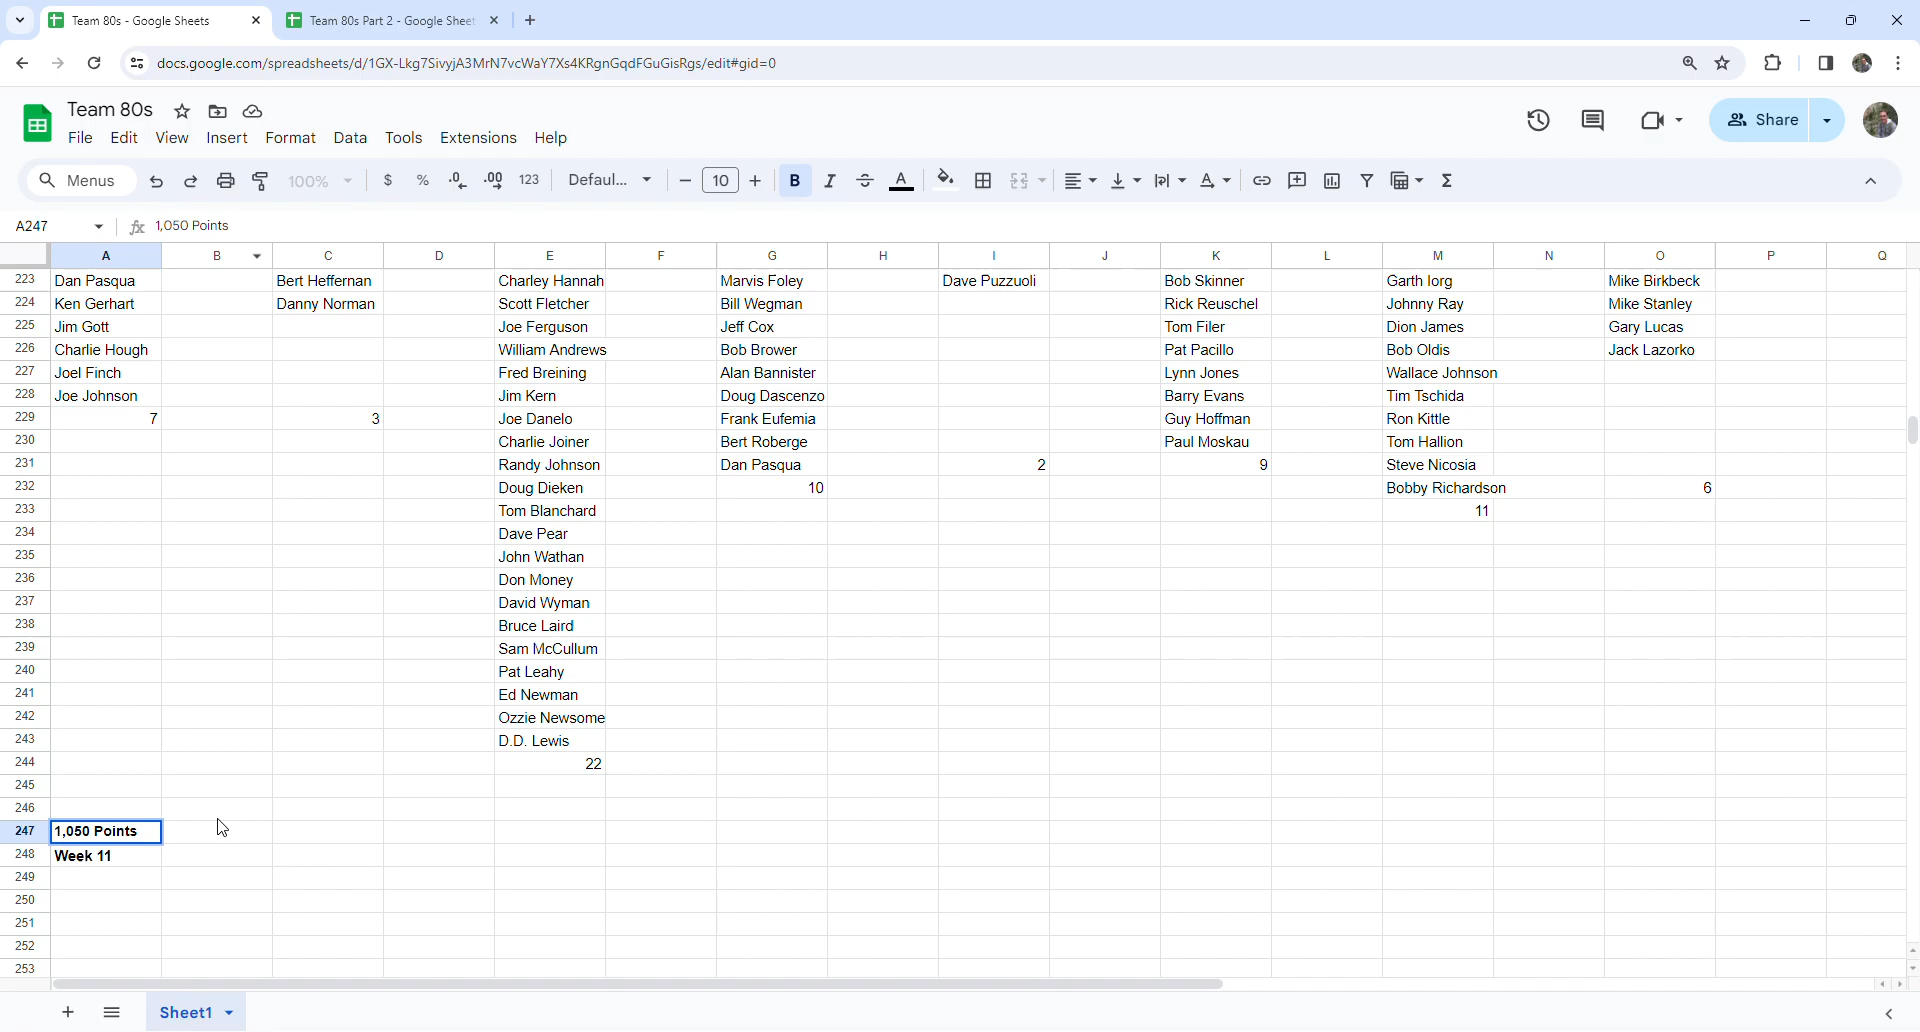 Team 80s - Google Sheets
Team 80s Part 2 - Google Sheet
docs.google.com/spreadsheets/d/1GX-Lkg7SivyjA3MrN7vcWaY7Xs4KRgnGqdFGuGisRgs/edit#gid=0
Team 80s
File Edit View Insert Format Data Tools Extensions Help
Share
Menus 100% $ % .0 .00 123 Defaul... 10 B I A
A247 fx 1,050 Points
A B C D E F G H I J K L M N O P Q
223 Dan Pasqua Bert Heffernan Charley Hannah Marvis Foley Dave Puzzuoli Bob Skinner Garth Iorg Mike Birkbeck
224 Ken Gerhart Danny Norman Scott Fletcher Bill Wegman Rick Reuschel Johnny Ray Mike Stanley
225 Jim Gott Joe Ferguson Jeff Cox Tom Filer Dion James Gary Lucas
226 Charlie Hough William Andrews Bob Brower Pat Pacillo Bob Oldis Jack Lazorko
227 Joel Finch Fred Breining Alan Bannister Lynn Jones Wallace Johnson
228 Joe Johnson Jim Kern Doug Dascenzo Barry Evans Tim Tschida
229 7 3 Joe Danelo Frank Eufemia Guy Hoffman Ron Kittle
230 Charlie Joiner Bert Roberge Paul Moskau Tom Hallion
231 Randy Johnson Dan Pasqua 2 9 Steve Nicosia
232 Doug Dieken 10 Bobby Richardson 6
233 Tom Blanchard 11
234 Dave Pear
235 John Wathan
236 Don Money
237 David Wyman
238 Bruce Laird
239 Sam McCullum
240 Pat Leahy
241 Ed Newman
242 Ozzie Newsome
243 D.D. Lewis
244 22
245
246
247 1,050 Points
248 Week 11
249
250
251
252
253
Sheet1